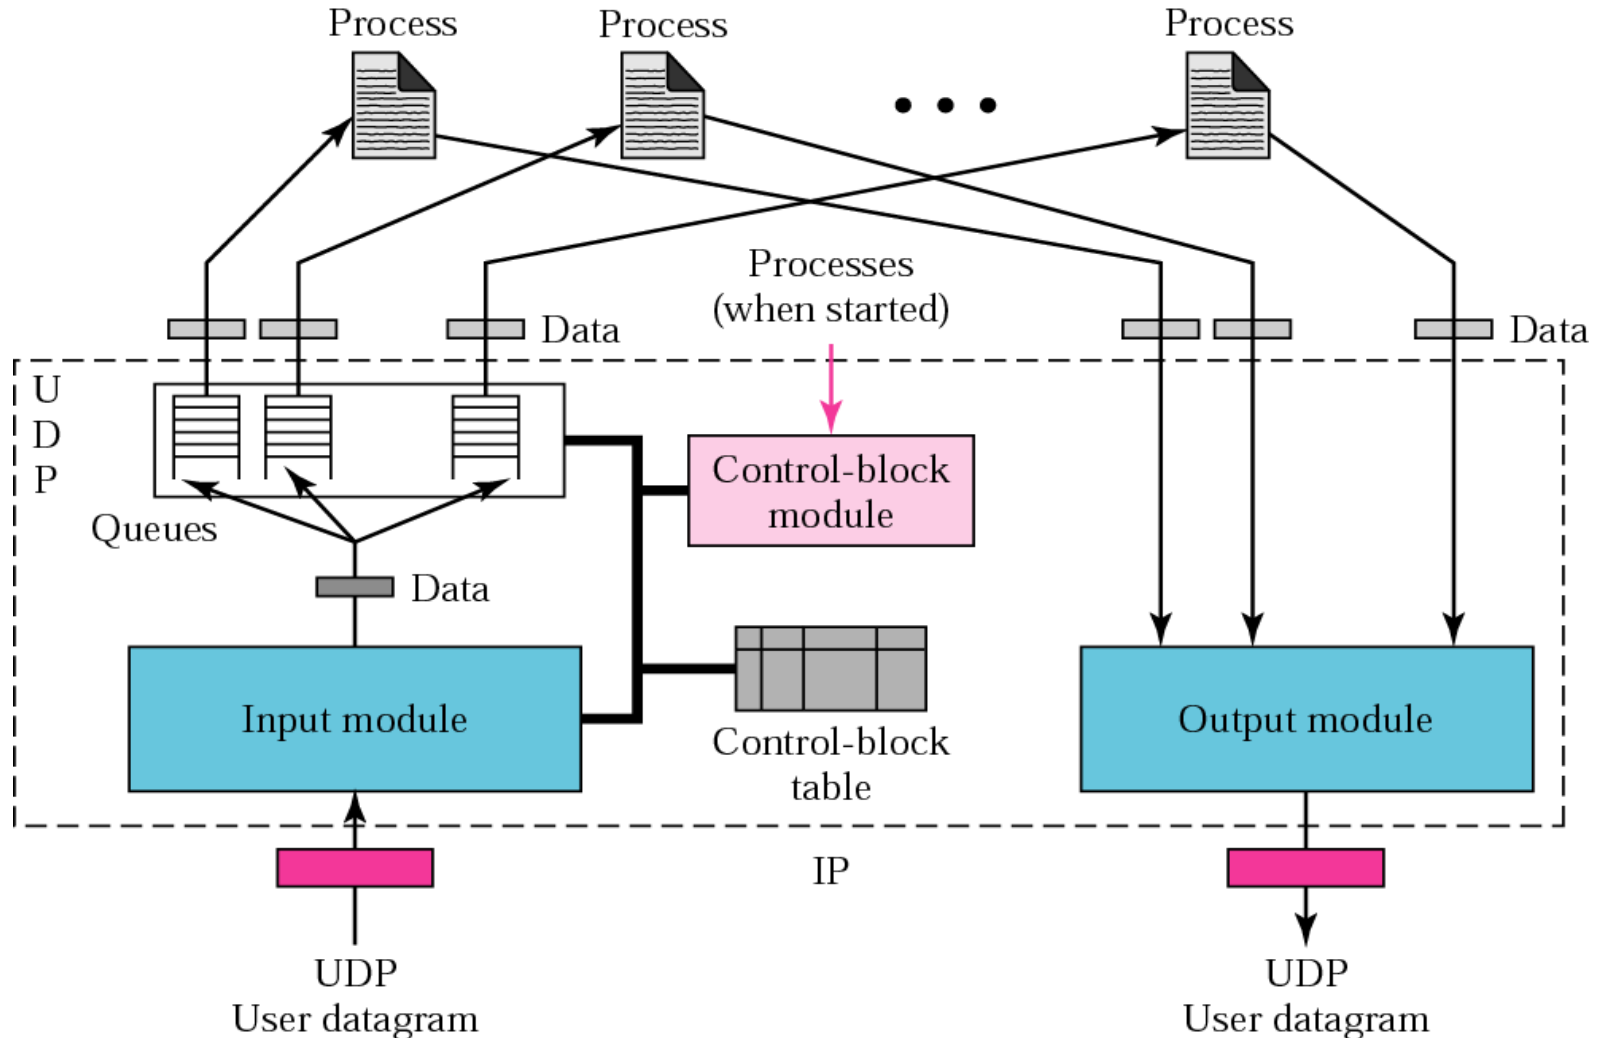 Process
Process
Process
Processes
(when started)
Data
Data
U
D
P
Control-block
module
Queues
Data
Input module
Control-block
table
Output module
IP
UDP
User datagram
UDP
User datagram